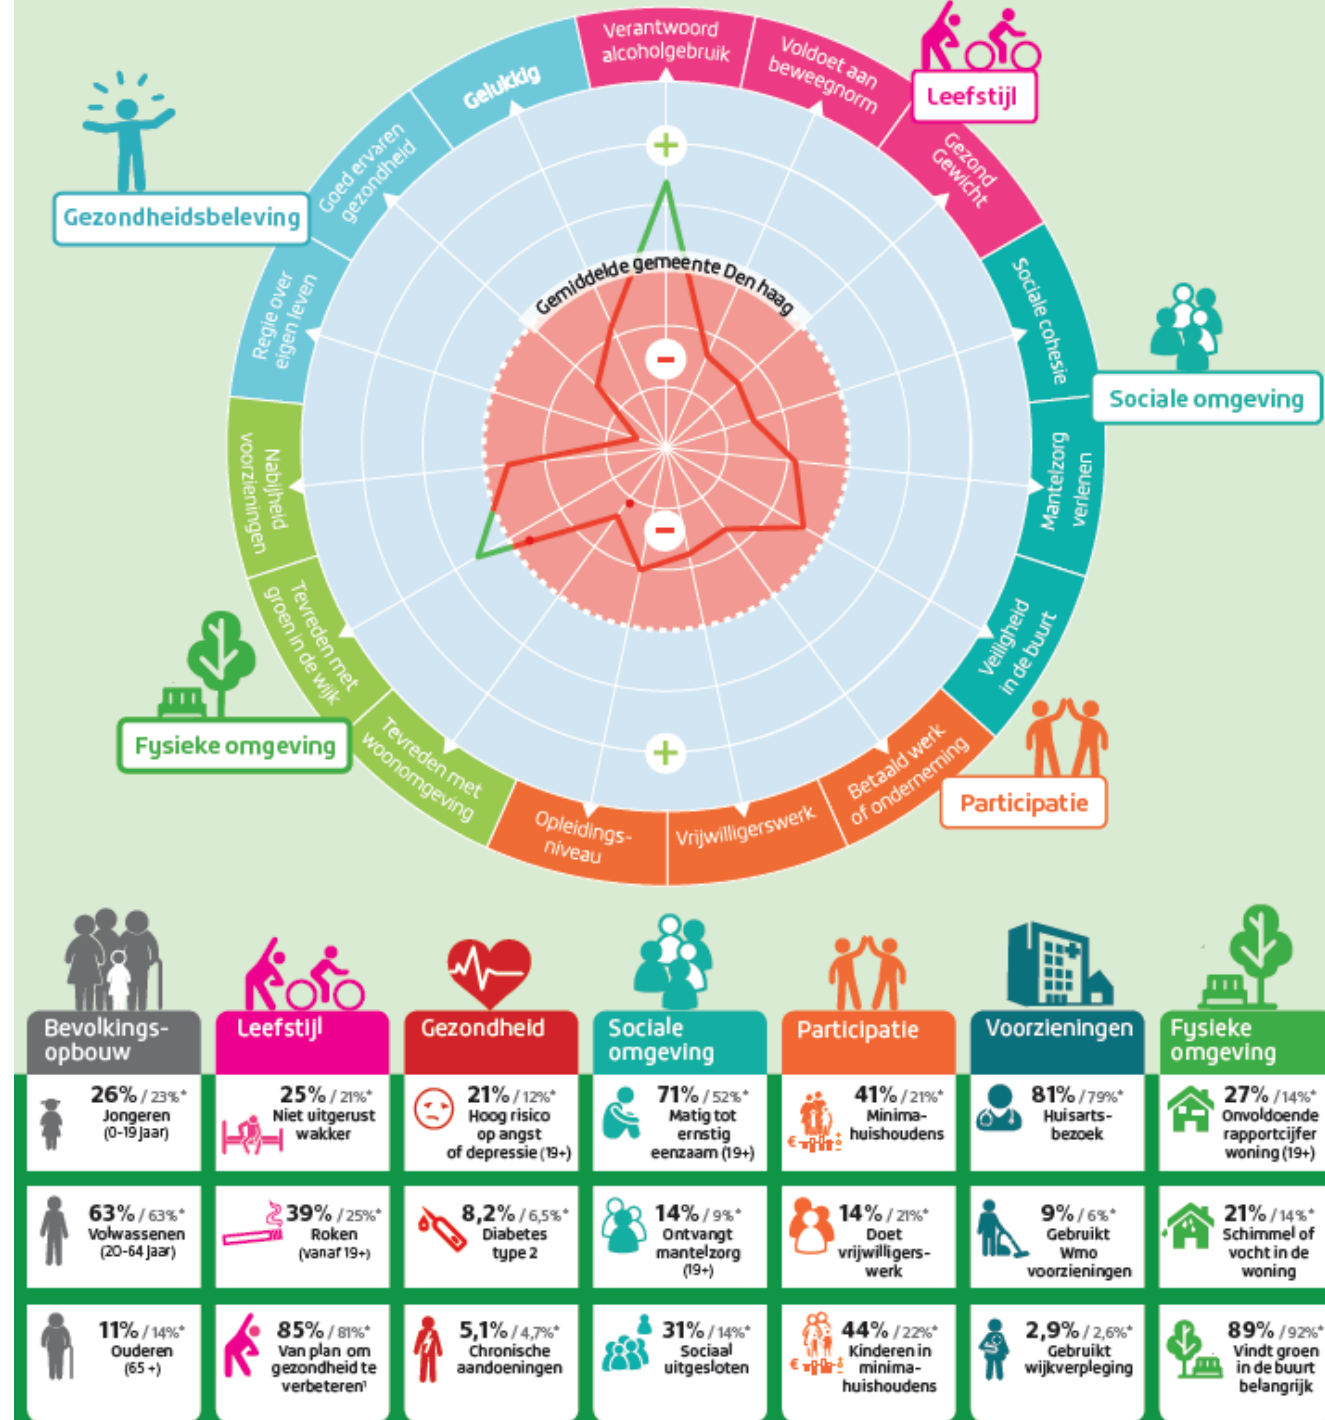 Verantwoord
alcoholgebruik
Voldoet aan
beweegnorm
Leefstijl
Gezond
Gewicht
Sociale cohesie
Sociale omgeving
Mantelzorg
verlenen
Veiligheid
in de buurt
Participatie
Betaald werk
of onderneming
Vrijwilligerswerk
Opleidings-
niveau
Tevreden met
woonomgeving
Fysieke omgeving
Tevreden met
groen in de wijk
Nabijheid
voorzieningen
Regie over
eigen leven
Gezondheidsbeleving
Goed ervaren
gezondheid
Gelukkig
+
Gemiddelde gemeente Den haag
-
-
+
Bevolkings-
opbouw
26% / 23%*
Jongeren
(0-19 jaar)
63% / 63%*
Volwassenen
(20-64 jaar)
11% / 14%*
Ouderen
(65 +)
Leefstijl
25% / 21%*
Niet uitgerust
wakker
39% / 25%*
Roken
(vanaf 19+)
85% / 81%*
Van plan om
gezondheid te
verbeteren¹
Gezondheid
21% / 12%*
Hoog risico
op angst
of depressie (19+)
8,2% / 6,5%*
Diabetes
type 2
5,1% / 4,7%*
Chronische
aandoeningen
Sociale
omgeving
71% / 52%*
Matig tot
ernstig
eenzaam (19+)
14% / 9%*
Ontvangt
mantelzorg
(19+)
31% / 14%*
Sociaal
uitgesloten
Participatie
41% / 21%*
Minima-
huishoudens
€
14% / 21%*
Doet
vrijwilligers-
werk
44% / 22%*
Kinderen in
minima-
huishoudens
€
Voorzieningen
81% / 79%*
Huisarts-
bezoek
9% / 6%*
Gebruikt
Wmo
voorzieningen
2,9% / 2,6%*
Gebruikt
wijkverpleging
Fysieke
omgeving
27% / 14%*
Onvoldoende
rapportcijfer
woning (19+)
21% / 14%*
Schimmel of
vocht in de
woning
89% / 92%*
Vindt groen
in de buurt
belangrijk